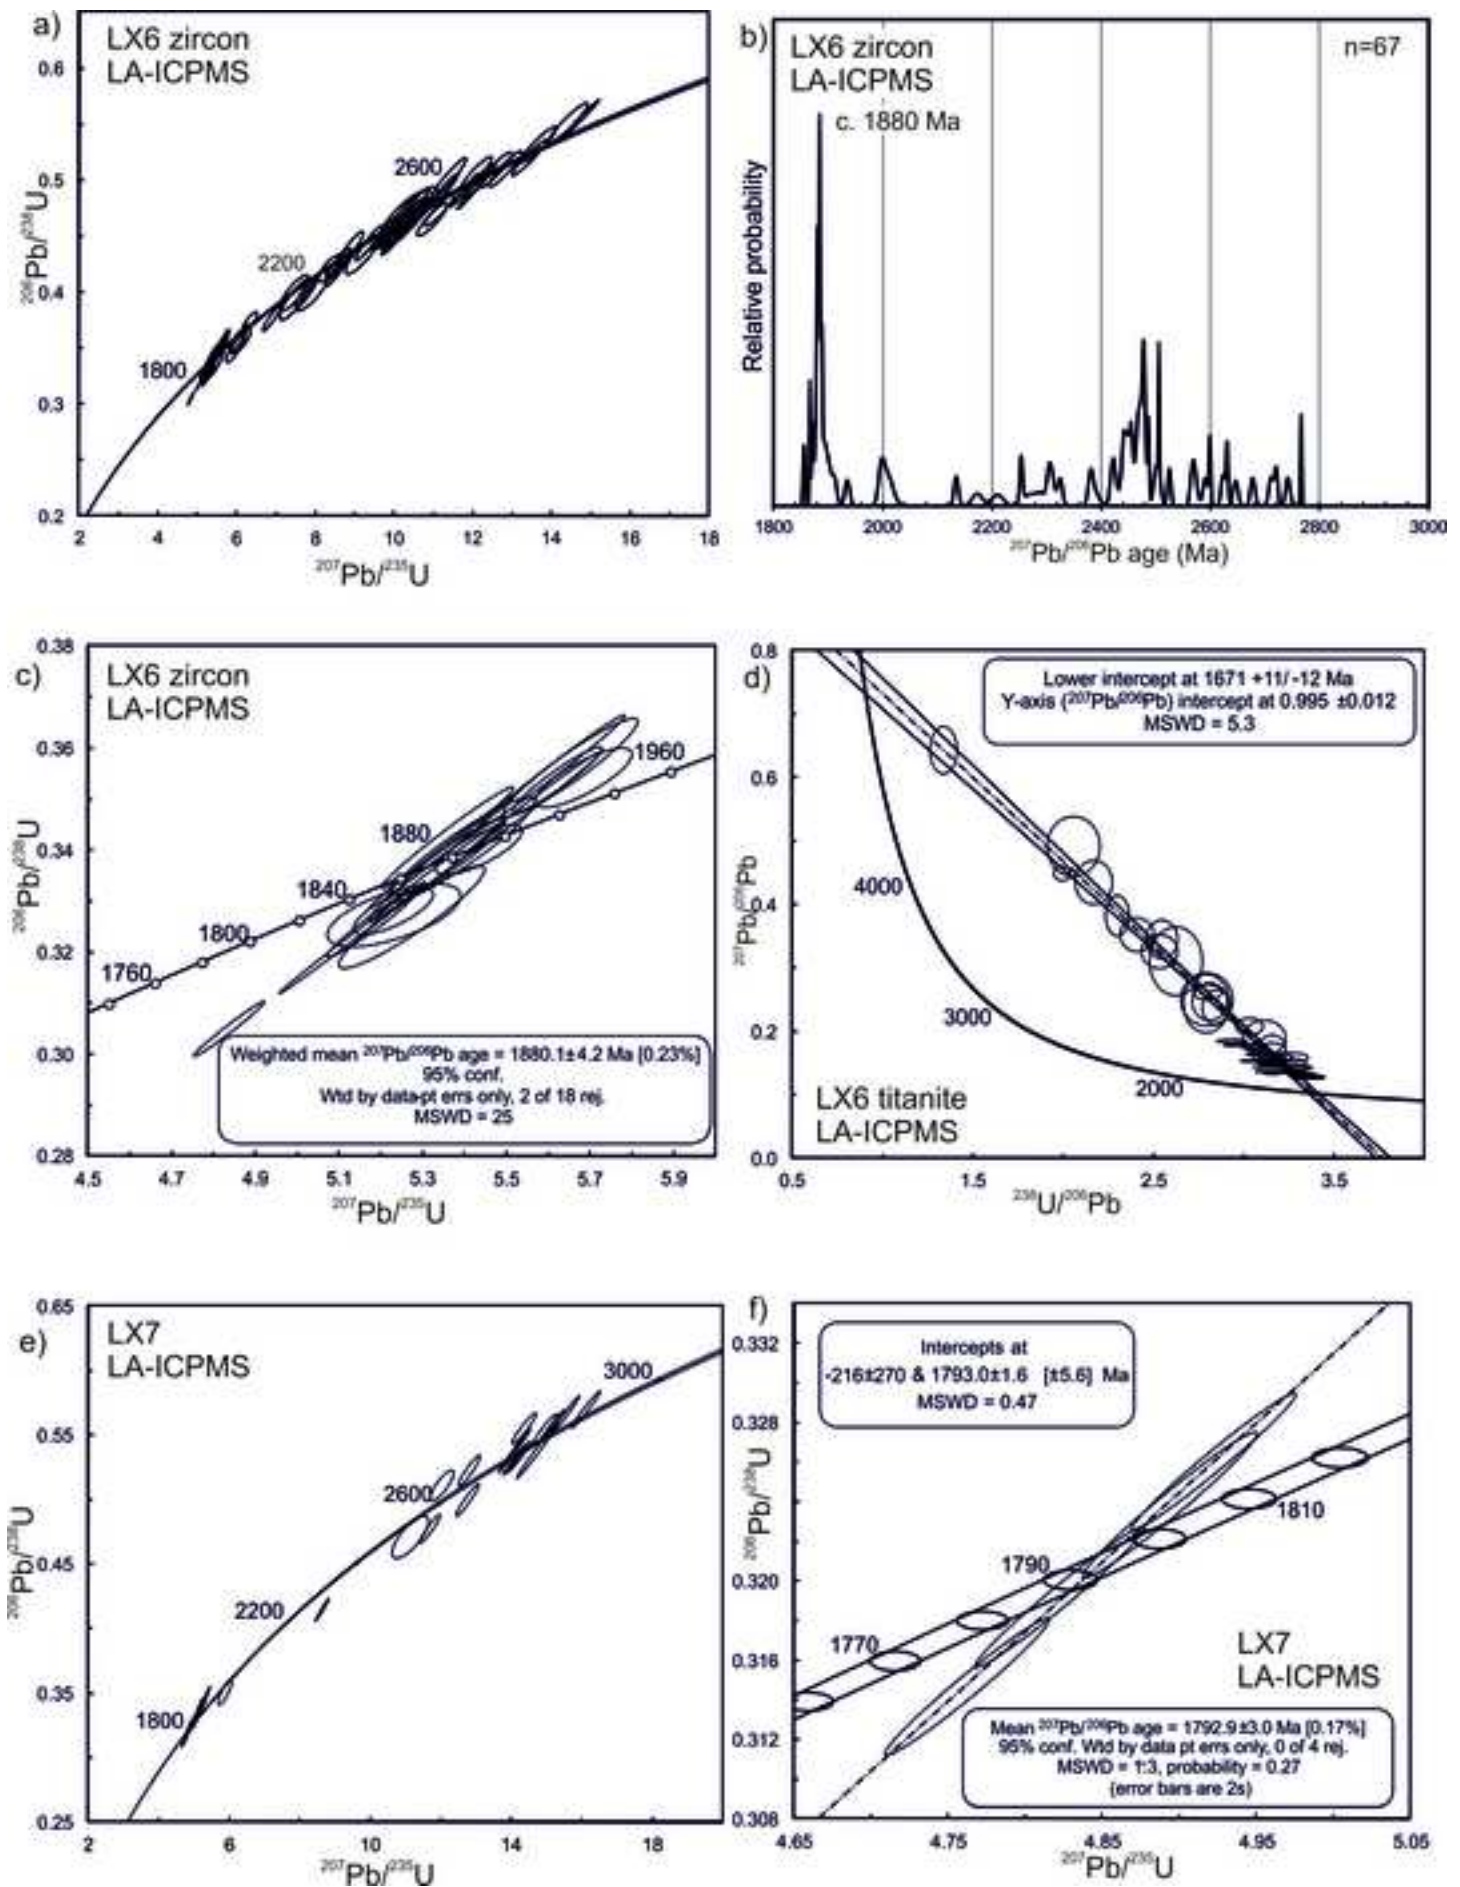 a)
LX6 zircon
LA-ICPMS
2600
2200
1800
0.6
0.5
0.4
0.3
0.2
2 4 6 8 10 12 14 16 18
206Pb/238U
207Pb/235U
b)
LX6 zircon
LA-ICPMS
n=67
c. 1880 Ma
Relative probability
1800 2000 2200 2400 2600 2800 3000
207Pb/206Pb age (Ma)
c)
LX6 zircon
LA-ICPMS
0.38
0.36
0.34
0.32
0.30
0.28
1960
1880
1840
1800
1760
Weighted mean 207Pb/206Pb age = 1880.1±4.2 Ma [0.23%]
95% conf.
Wtd by data-pt errs only, 2 of 18 rej.
MSWD = 25
4.5 4.7 4.9 5.1 5.3 5.5 5.7 5.9
206Pb/238U
207Pb/235U
d)
Lower intercept at 1671 +11/-12 Ma
Y-axis (207Pb/206Pb) intercept at 0.995 ±0.012
MSWD = 5.3
0.8
0.6
0.4
0.2
0.0
4000
3000
2000
LX6 titanite
LA-ICPMS
0.5 1.5 2.5 3.5
207Pb/206Pb
238U/206Pb
e)
LX7
LA-ICPMS
0.65
0.55
0.45
0.35
0.25
3000
2600
2200
1800
2 6 10 14 18
206Pb/238U
207Pb/235U
f)
Intercepts at
-216±270 & 1793.0±1.6 [±5.6] Ma
MSWD = 0.47
0.332
0.328
0.324
0.320
0.316
0.312
0.308
1810
1790
1770
LX7
LA-ICPMS
Mean 207Pb/206Pb age = 1792.9±3.0 Ma [0.17%]
95% conf. Wtd by data pt errs only, 0 of 4 rej.
MSWD = 1.3, probability = 0.27
(error bars are 2s)
4.65 4.75 4.85 4.95 5.05
206Pb/238U
207Pb/235U